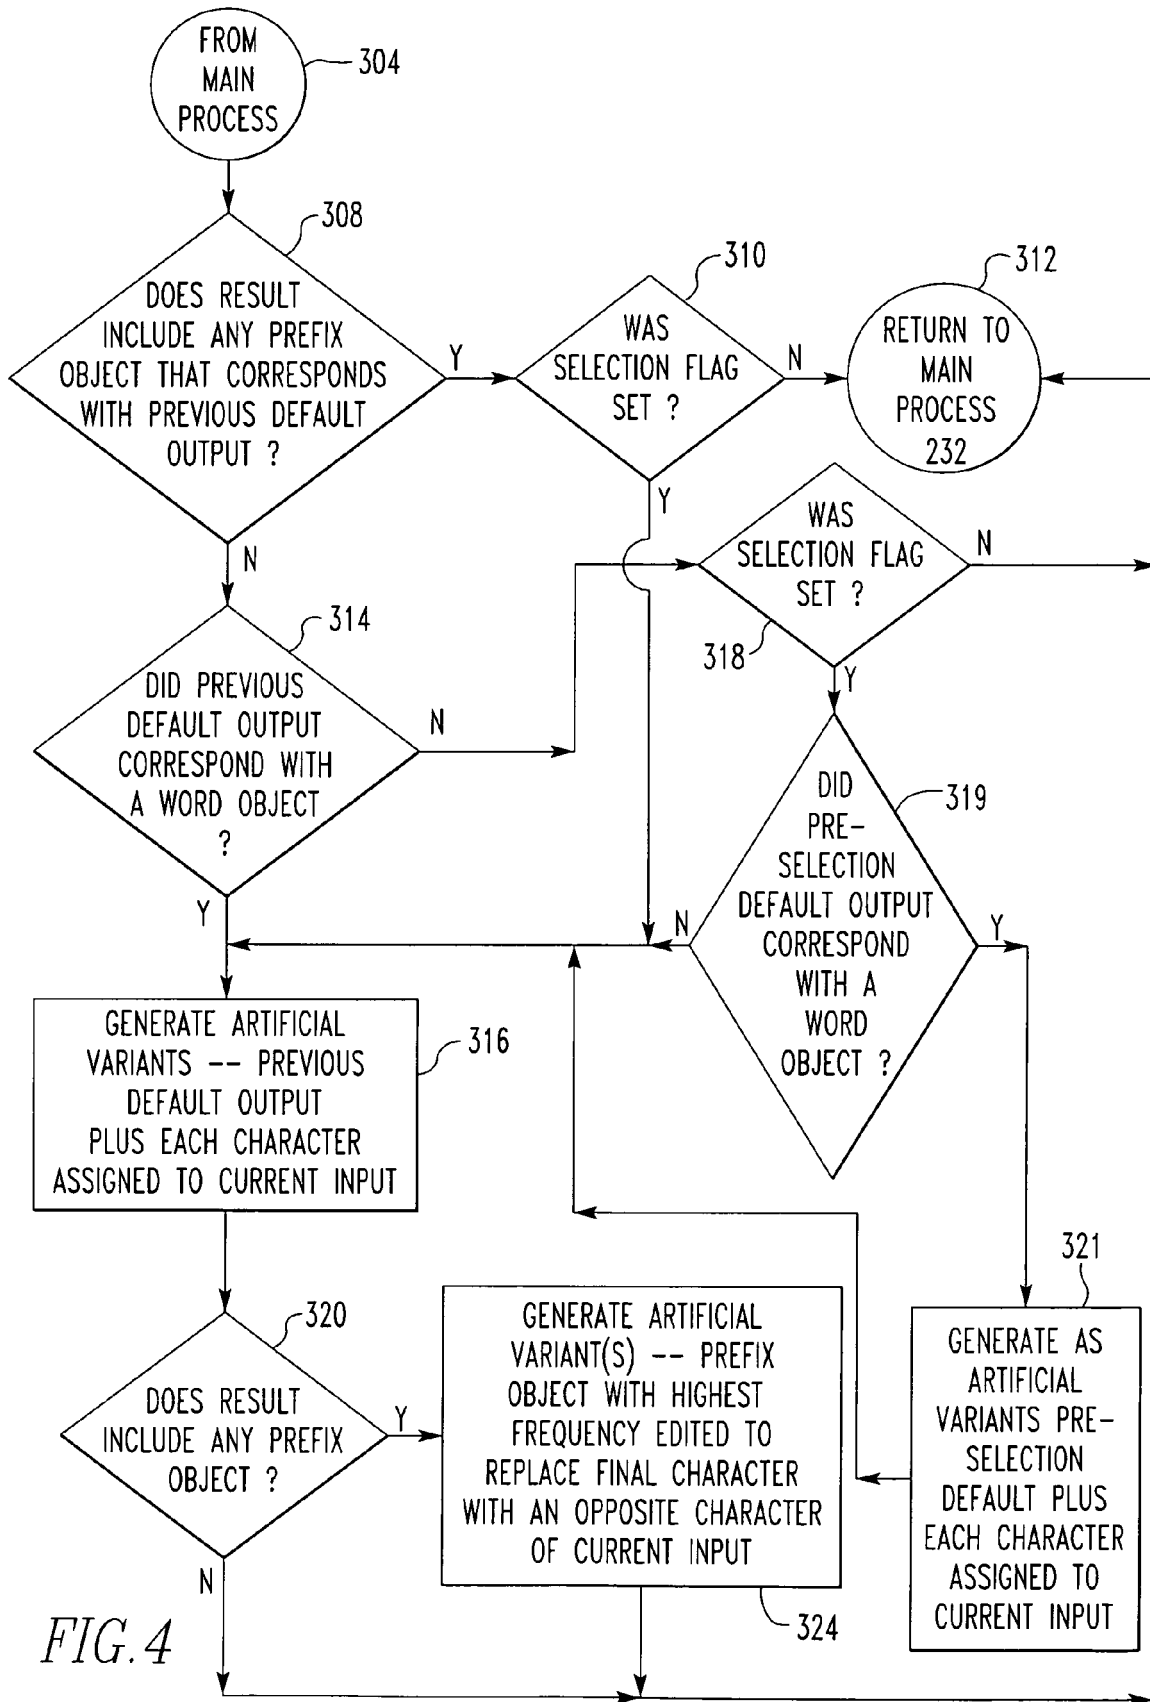 FROM
MAIN
PROCESS
304
DOES RESULT
INCLUDE ANY PREFIX
OBJECT THAT CORRESPONDS
WITH PREVIOUS DEFAULT
OUTPUT ?
308
Y
N
WAS
SELECTION FLAG
SET ?
310
N
Y
RETURN TO
MAIN
PROCESS
232
312
DID PREVIOUS
DEFAULT OUTPUT
CORRESPOND WITH
A WORD OBJECT
?
314
N
Y
WAS
SELECTION FLAG
SET ?
318
N
Y
DID
PRE-
SELECTION
DEFAULT OUTPUT
CORRESPOND
WITH A
WORD
OBJECT ?
319
N
Y
GENERATE ARTIFICIAL
VARIANTS -- PREVIOUS
DEFAULT OUTPUT
PLUS EACH CHARACTER
ASSIGNED TO CURRENT INPUT
316
DOES RESULT
INCLUDE ANY PREFIX
OBJECT ?
320
Y
N
GENERATE ARTIFICIAL
VARIANT(S) -- PREFIX
OBJECT WITH HIGHEST
FREQUENCY EDITED TO
REPLACE FINAL CHARACTER
WITH AN OPPOSITE CHARACTER
OF CURRENT INPUT
324
321
GENERATE AS
ARTIFICIAL
VARIANTS PRE-
SELECTION
DEFAULT PLUS
EACH CHARACTER
ASSIGNED TO
CURRENT INPUT
FIG.4